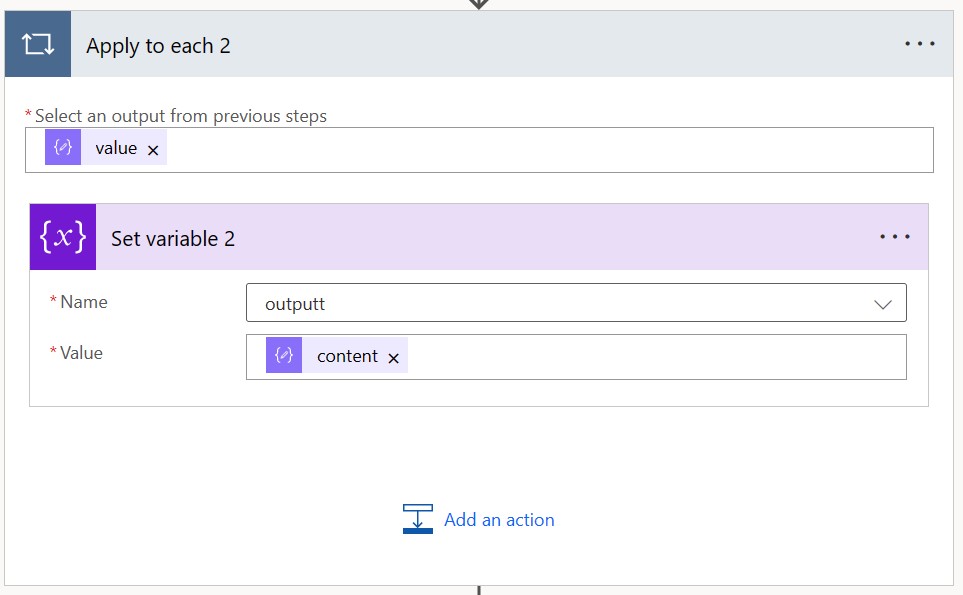 Apply to each 2
* Select an output from previous steps
value ×
{x} Set variable 2
* Name
outputt
* Value
content ×
Add an action